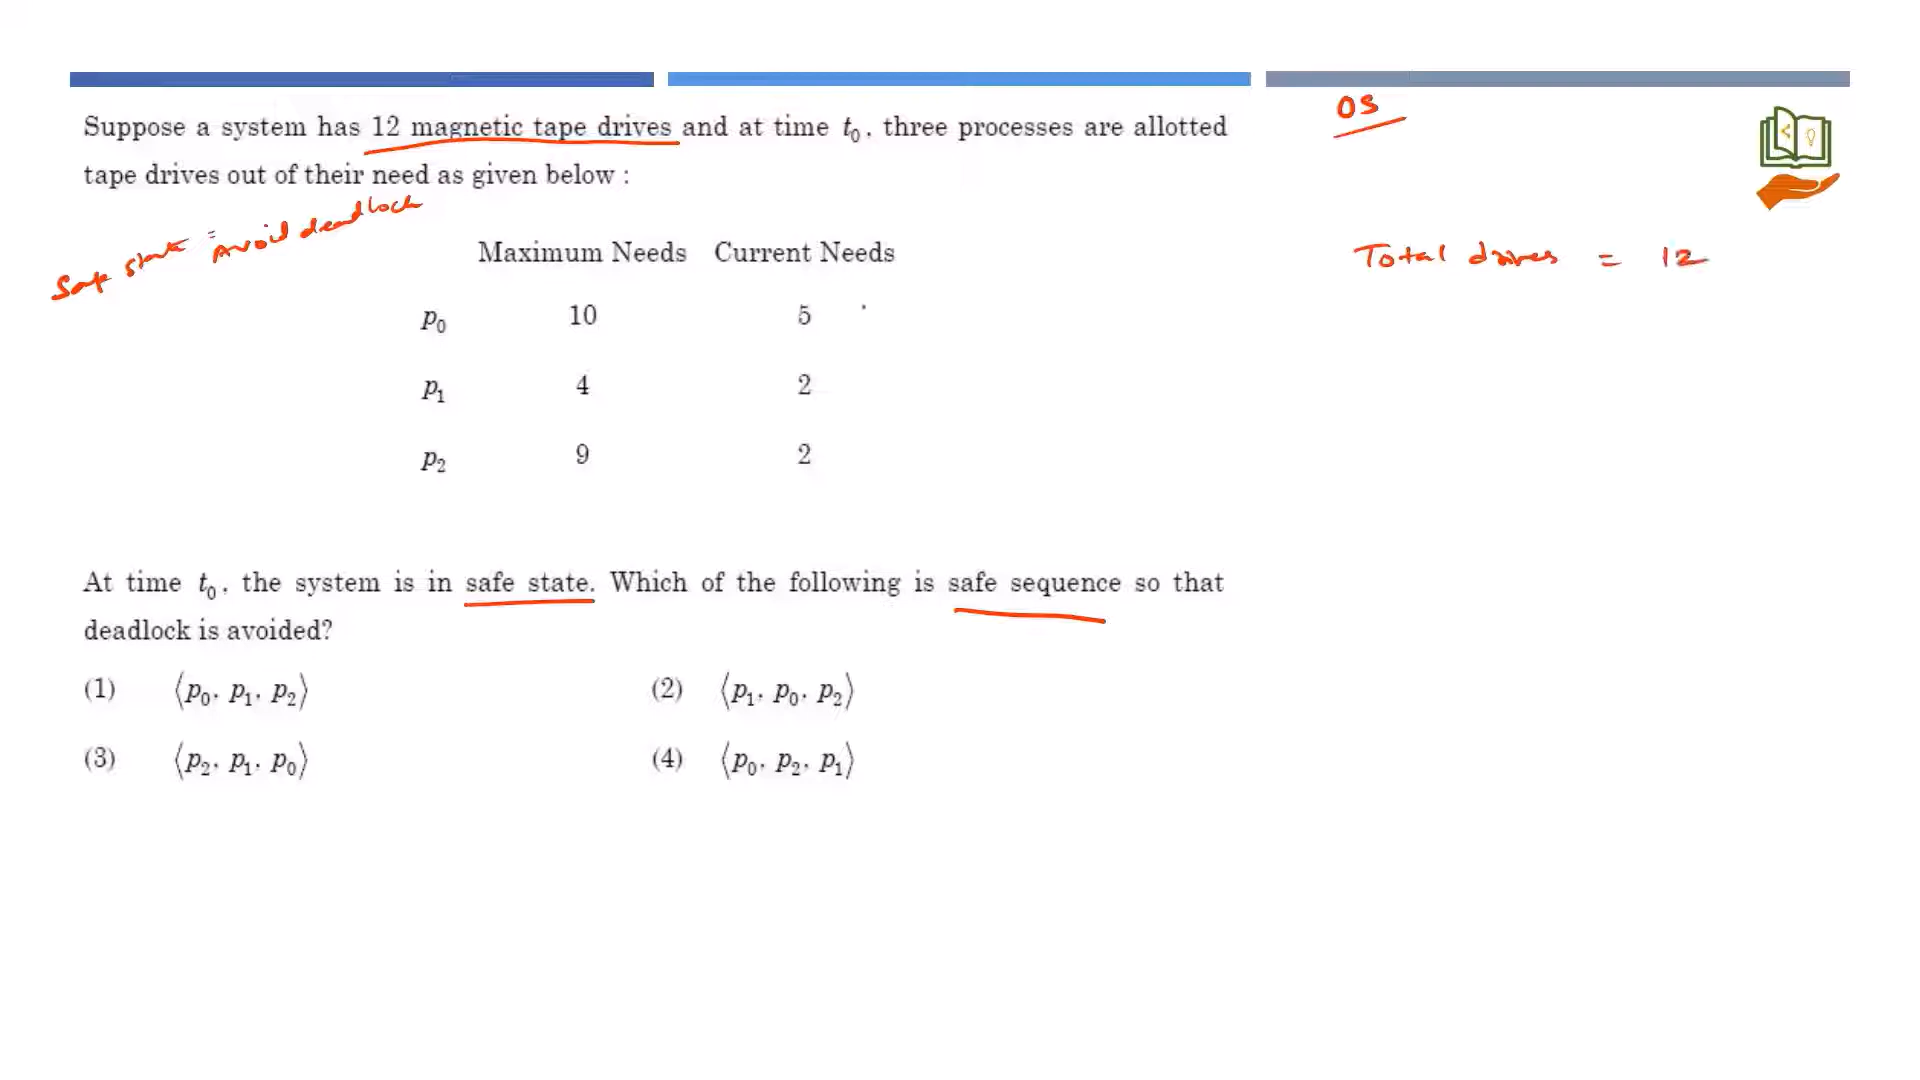 OS
Suppose a system has 12 magnetic tape drives and at time t₀, three processes are allotted
tape drives out of their need as given below :
Safe state = Avoid deadlock
Total drives = 12
Maximum Needs Current Needs
p₀ 10 5
p₁ 4 2
p₂ 9 2
At time t₀, the system is in safe state. Which of the following is safe sequence so that
deadlock is avoided?
(1) ⟨p₀, p₁, p₂⟩ (2) ⟨p₁, p₀, p₂⟩
(3) ⟨p₂, p₁, p₀⟩ (4) ⟨p₀, p₂, p₁⟩